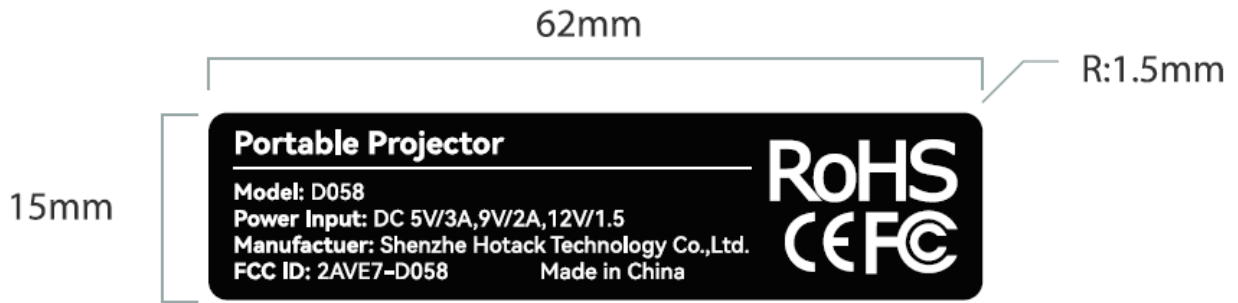 62mm
R:1.5mm
15mm
Portable Projector
Model: D058
Power Input: DC 5V/3A,9V/2A,12V/1.5
Manufactuer: Shenzhe Hotack Technology Co.,Ltd.
FCC ID: 2AVE7-D058 Made in China
RoHS
CE FC